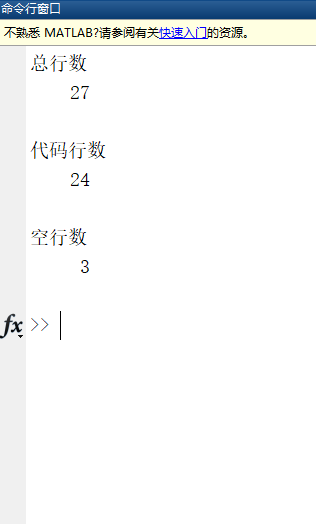 命令行窗口
不熟悉 MATLAB?请参阅有关快速入门的资源。
总行数
27
代码行数
24
空行数
3
fx >>